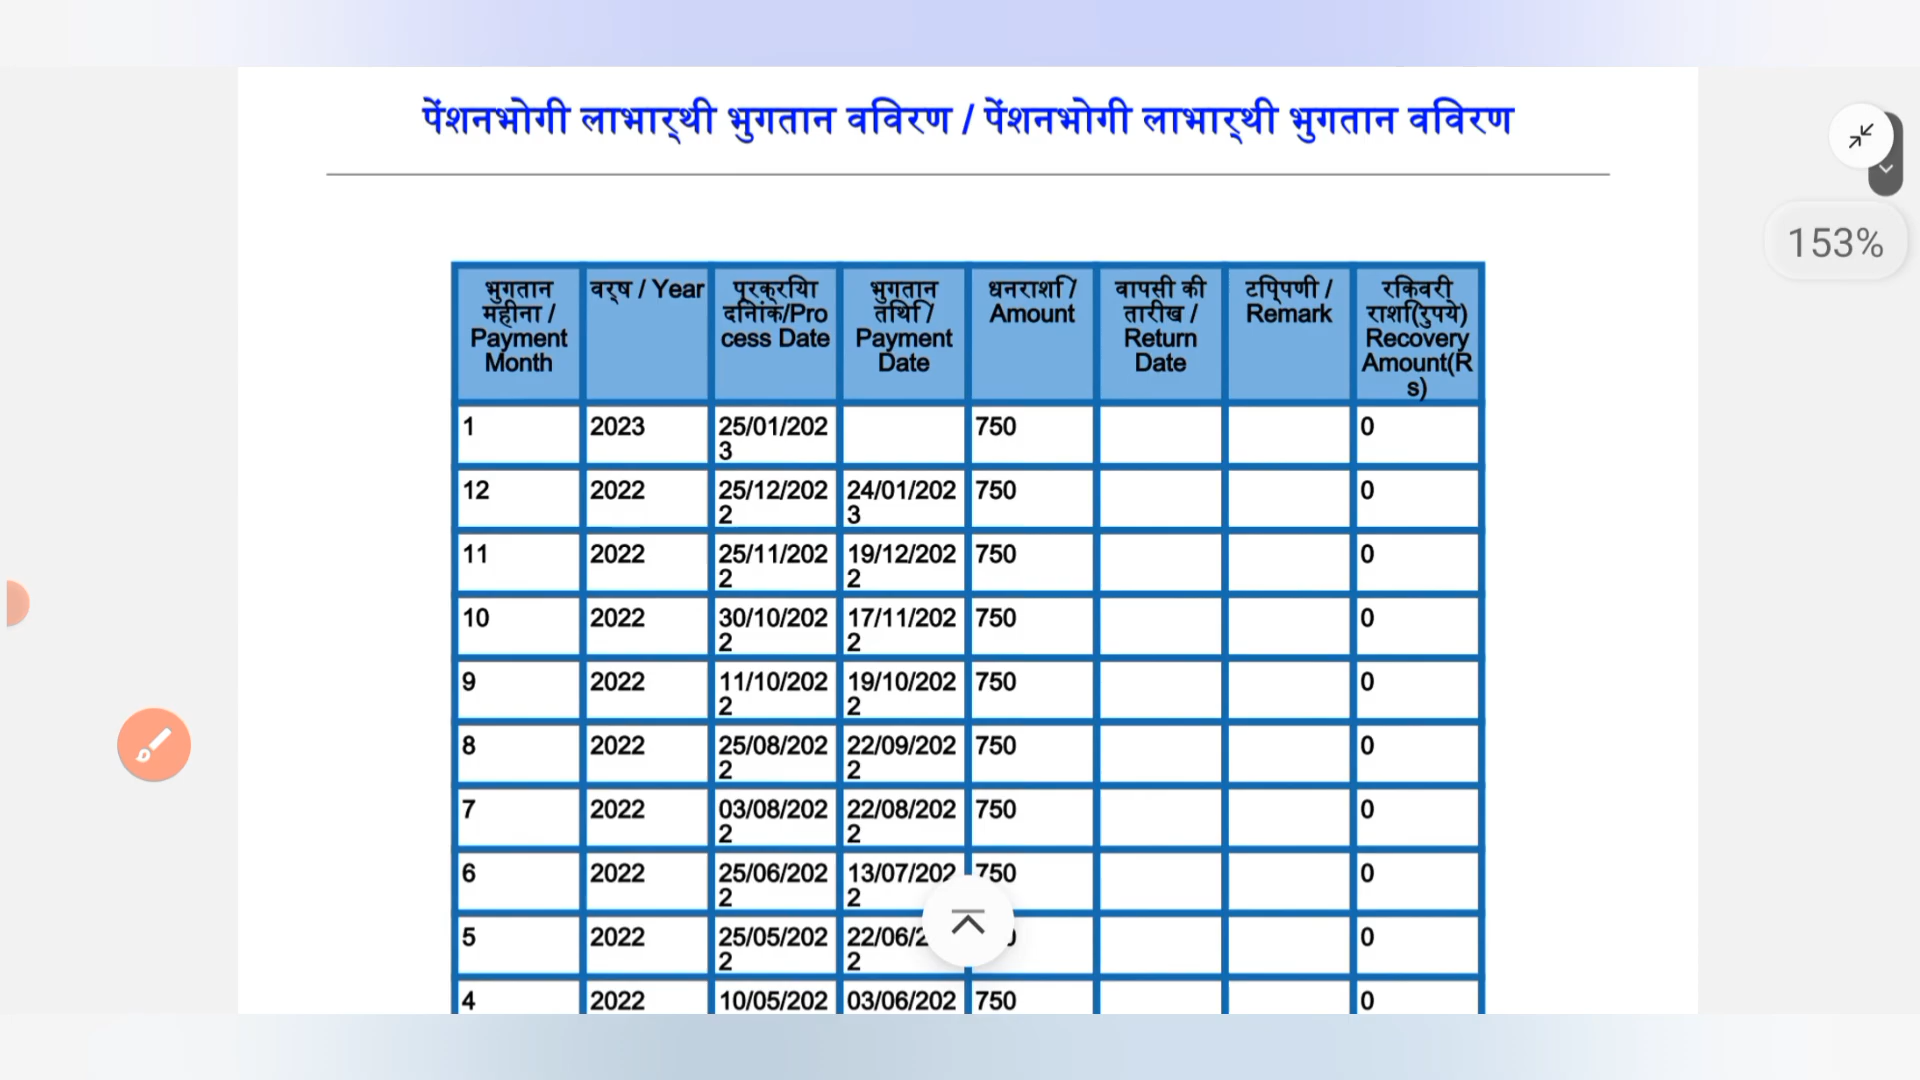 पेंशनभोगी लाभार्थी भुगतान विवरण / पेंशनभोगी लाभार्थी भुगतान विवरण
153%
भुगतान महीना / Payment Month वर्ष / Year प्रक्रिया दिनांक/Process Date भुगतान तिथि / Payment Date धनराशि / Amount वापसी की तारीख / Return Date टिप्पणी / Remark रिकवरी राशि(रुपये) Recovery Amount(Rs)
1 2023 25/01/2023 750 0
12 2022 25/12/2022 24/01/2023 750 0
11 2022 25/11/2022 19/12/2022 750 0
10 2022 30/10/2022 17/11/2022 750 0
9 2022 11/10/2022 19/10/2022 750 0
8 2022 25/08/2022 22/09/2022 750 0
7 2022 03/08/2022 22/08/2022 750 0
6 2022 25/06/2022 13/07/2022 750 0
5 2022 25/05/2022 0
4 2022 10/05/202 03/06/202 750 0